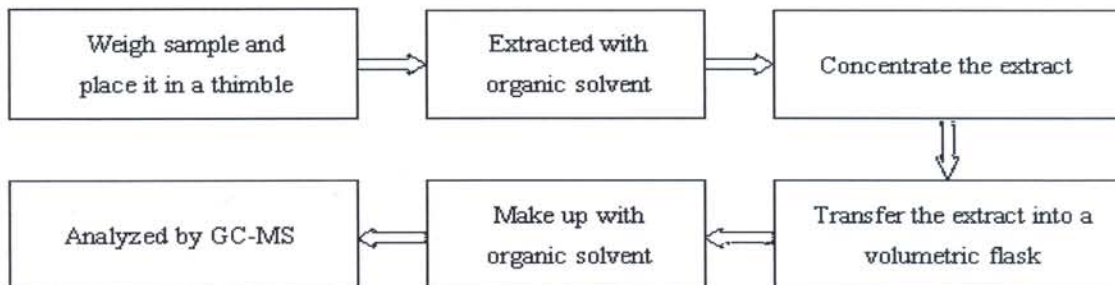 Weigh sample and
place it in a thimble
Extracted with
organic solvent
Concentrate the extract
Transfer the extract into a
volumetric flask
Make up with
organic solvent
Analyzed by GC-MS